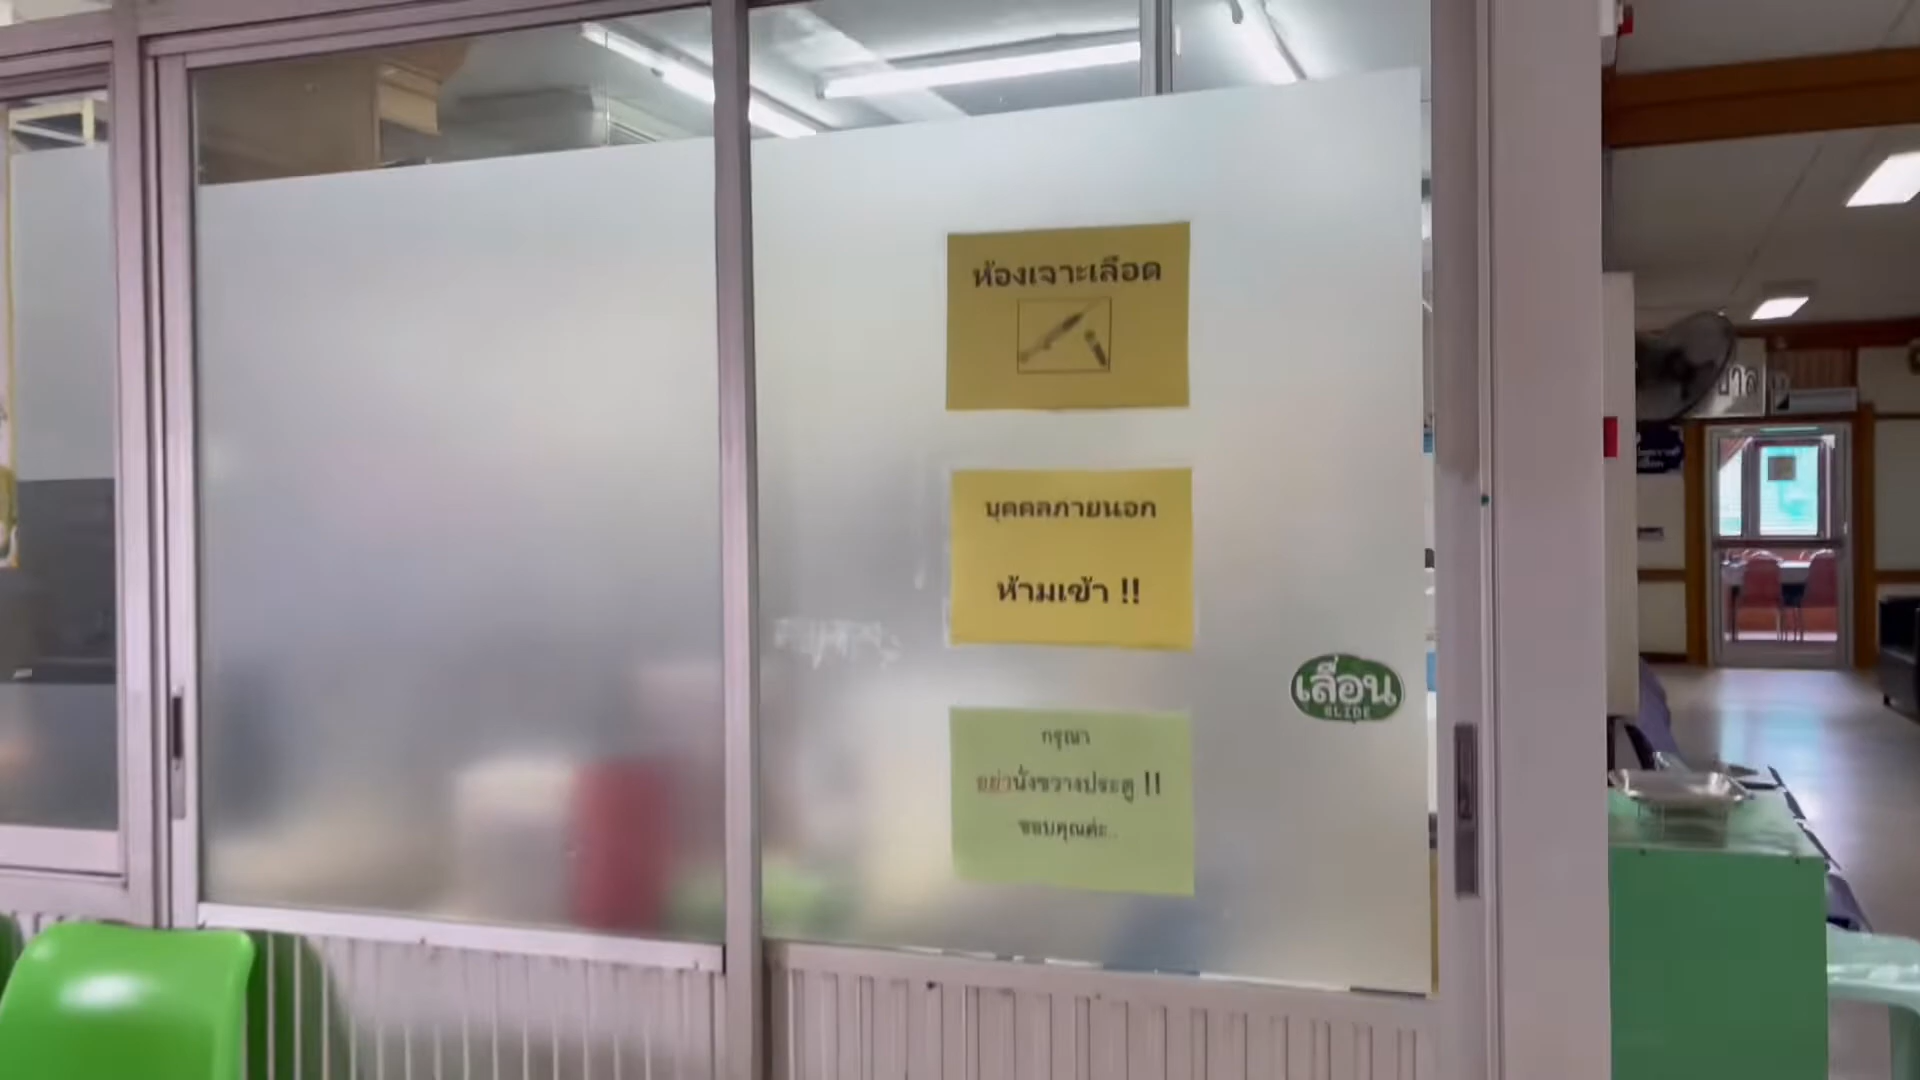 ห้องเจาะเลือด
บุคคลภายนอก
ห้ามเข้า !!
กรุณา
อย่านั่งขวางประตู !!
ขอบคุณค่ะ..
เลื่อน
SLIDE